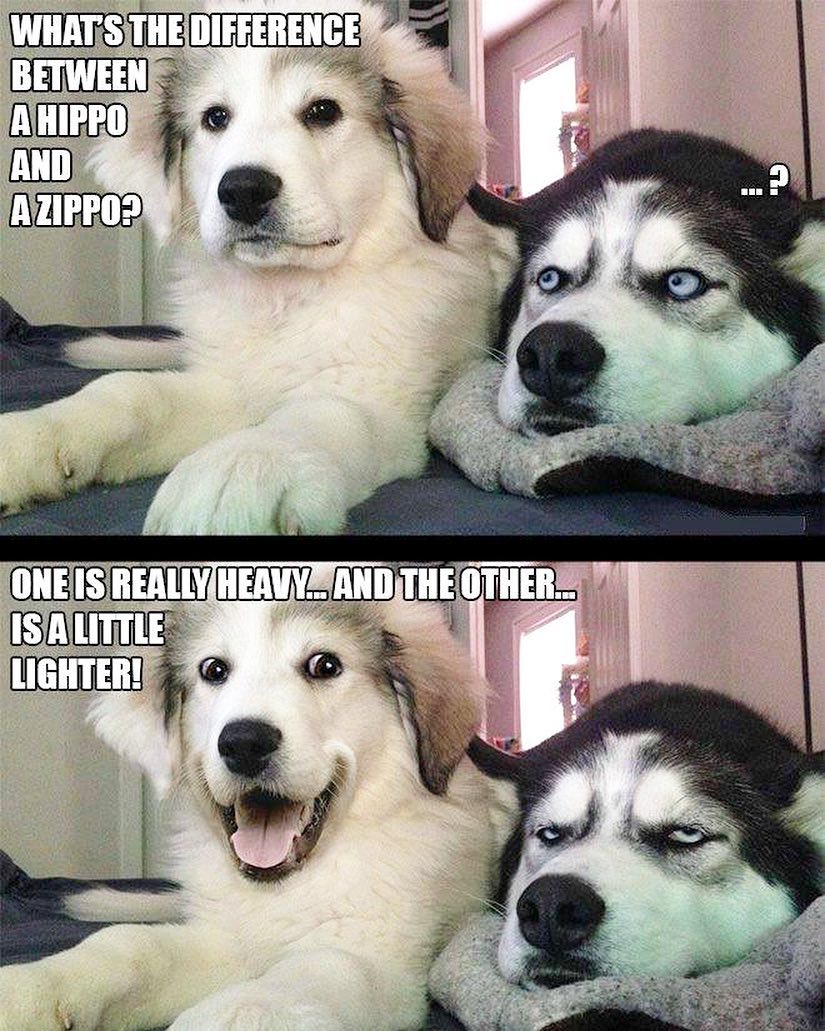 WHAT'S THE DIFFERENCE
BETWEEN
A HIPPO
AND
A ZIPPO?
... ?
ONE IS REALLY HEAVY... AND THE OTHER...
IS A LITTLE
LIGHTER!